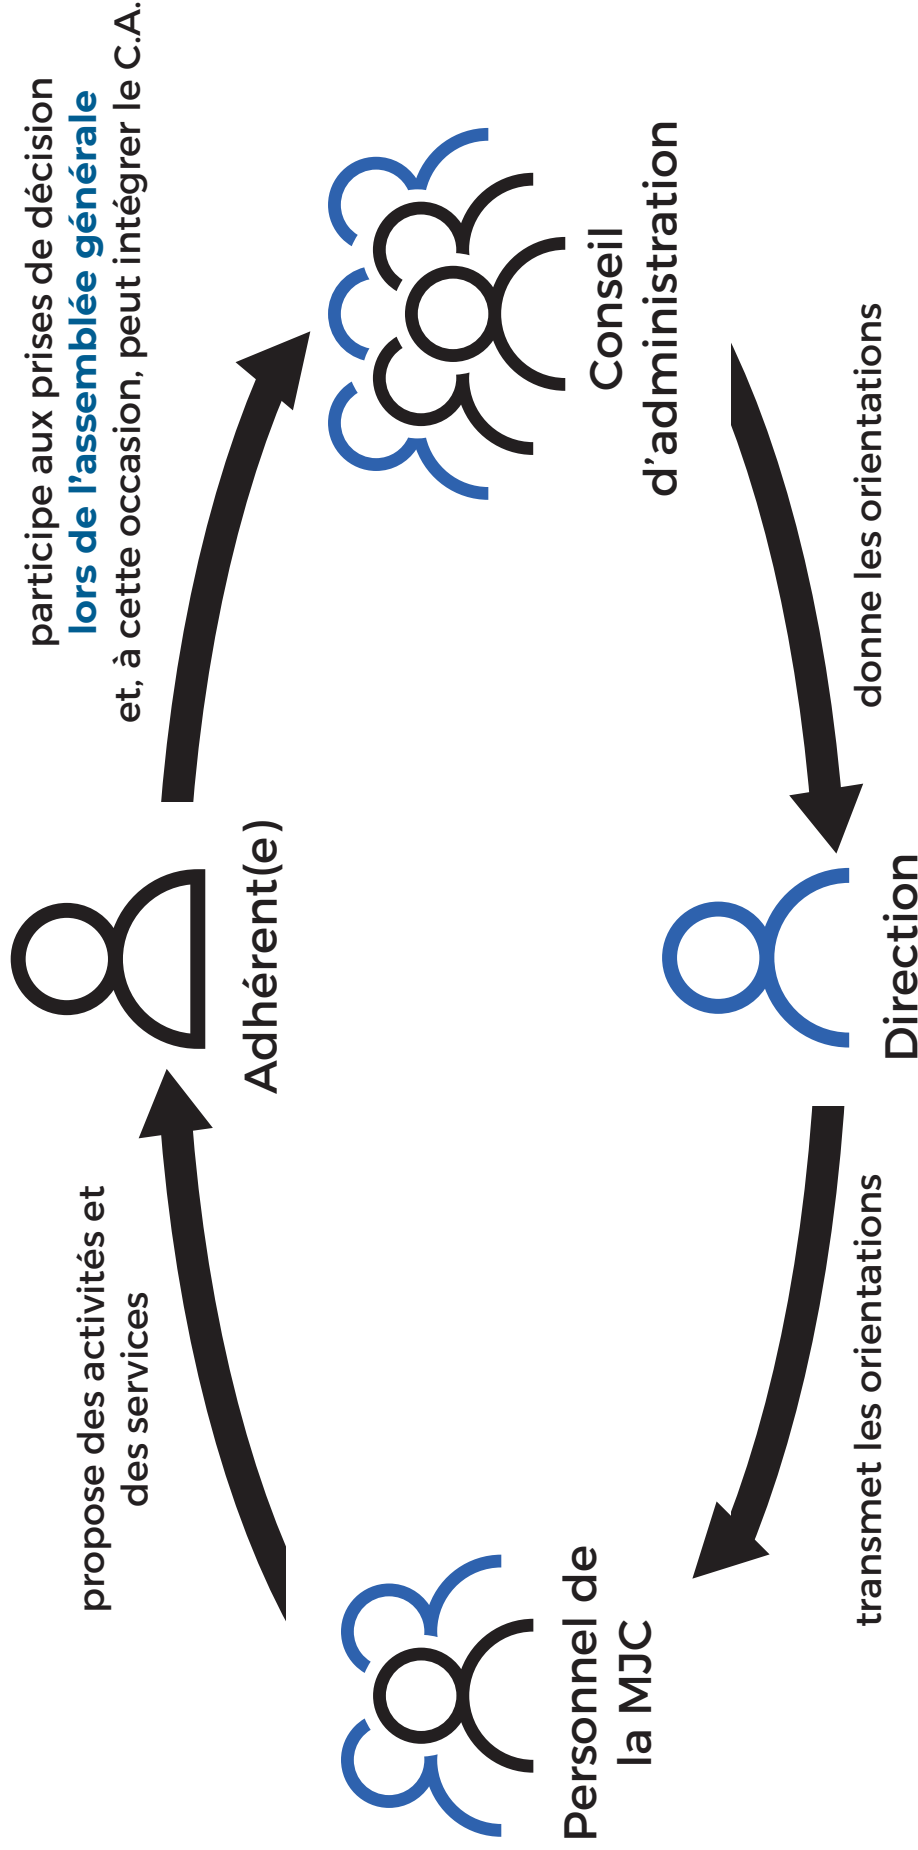 participe aux prises de décision
lors de l'assemblée générale
et, à cette occasion, peut intégrer le C.A.
Adhérent(e)
propose des activités et
des services
Conseil
d'administration
donne les orientations
Direction
transmet les orientations
Personnel de
la MJC